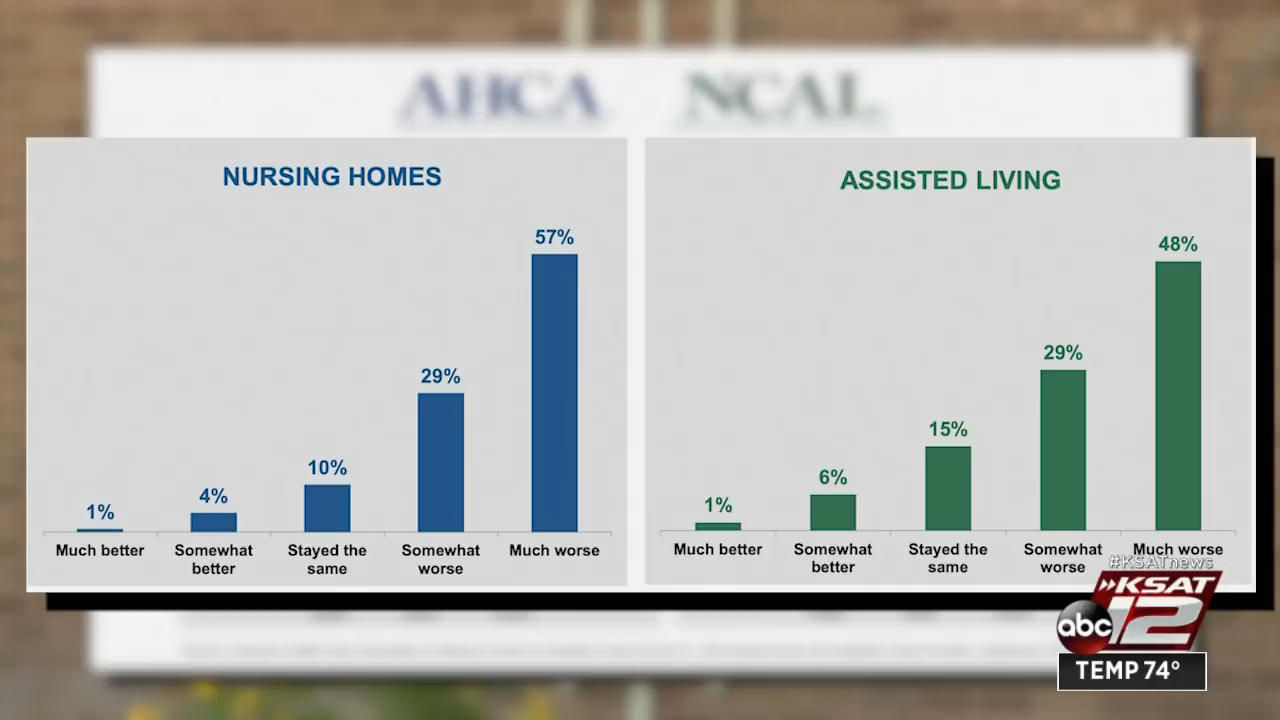 AHCA NCAL
NURSING HOMES
57%
29%
10%
4%
1%
Much better
Somewhat
better
Stayed the
same
Somewhat
worse
Much worse
ASSISTED LIVING
48%
29%
15%
6%
1%
Much better
Somewhat
better
Stayed the
same
Somewhat
worse
Much worse
#KSATnews
KSAT
abc 12
TEMP 74°